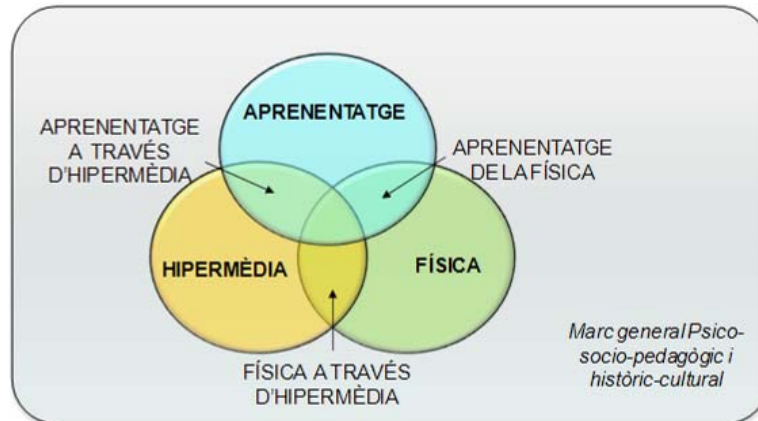 APRENENTATGE
APRENENTATGE
A TRAVÉS
D'HIPERMÈDIA
APRENENTATGE
DE LA FÍSICA
HIPERMÈDIA
FÍSICA
FÍSICA A TRAVÉS
D'HIPERMÈDIA
Marc general Psico-
socio-pedagògic i
històric-cultural